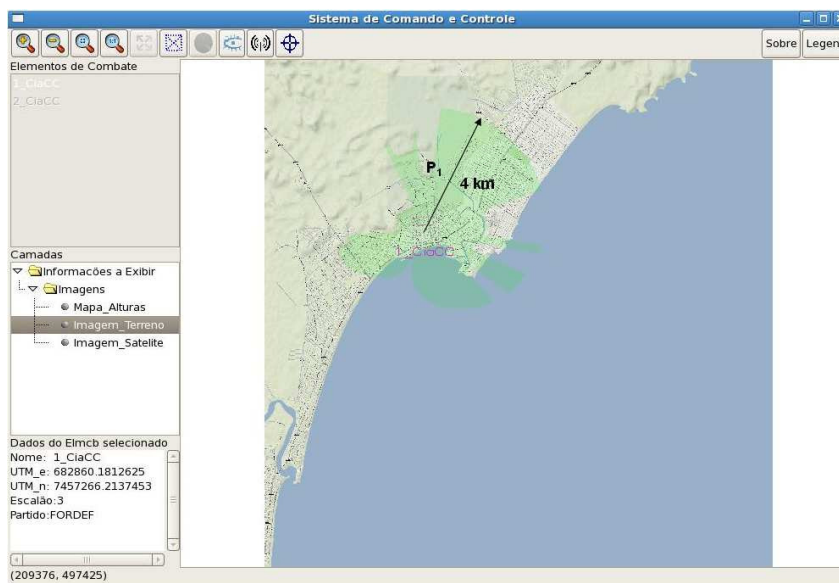 Sistema de Comando e Controle
Sobre
Legen
Elementos de Combate
1_CiaCC
2_CiaCC
P1
4 km
1_CiaCC
Camadas
Informacões a Exibir
Imagens
Mapa_Alturas
Imagem_Terreno
Imagem_Satelite
Dados do Elmcb selecionado
Nome: 1_CiaCC
UTM_e: 682860.1812625
UTM_n: 7457266.2137453
Escalão:3
Partido:FORDEF
(209376, 497425)